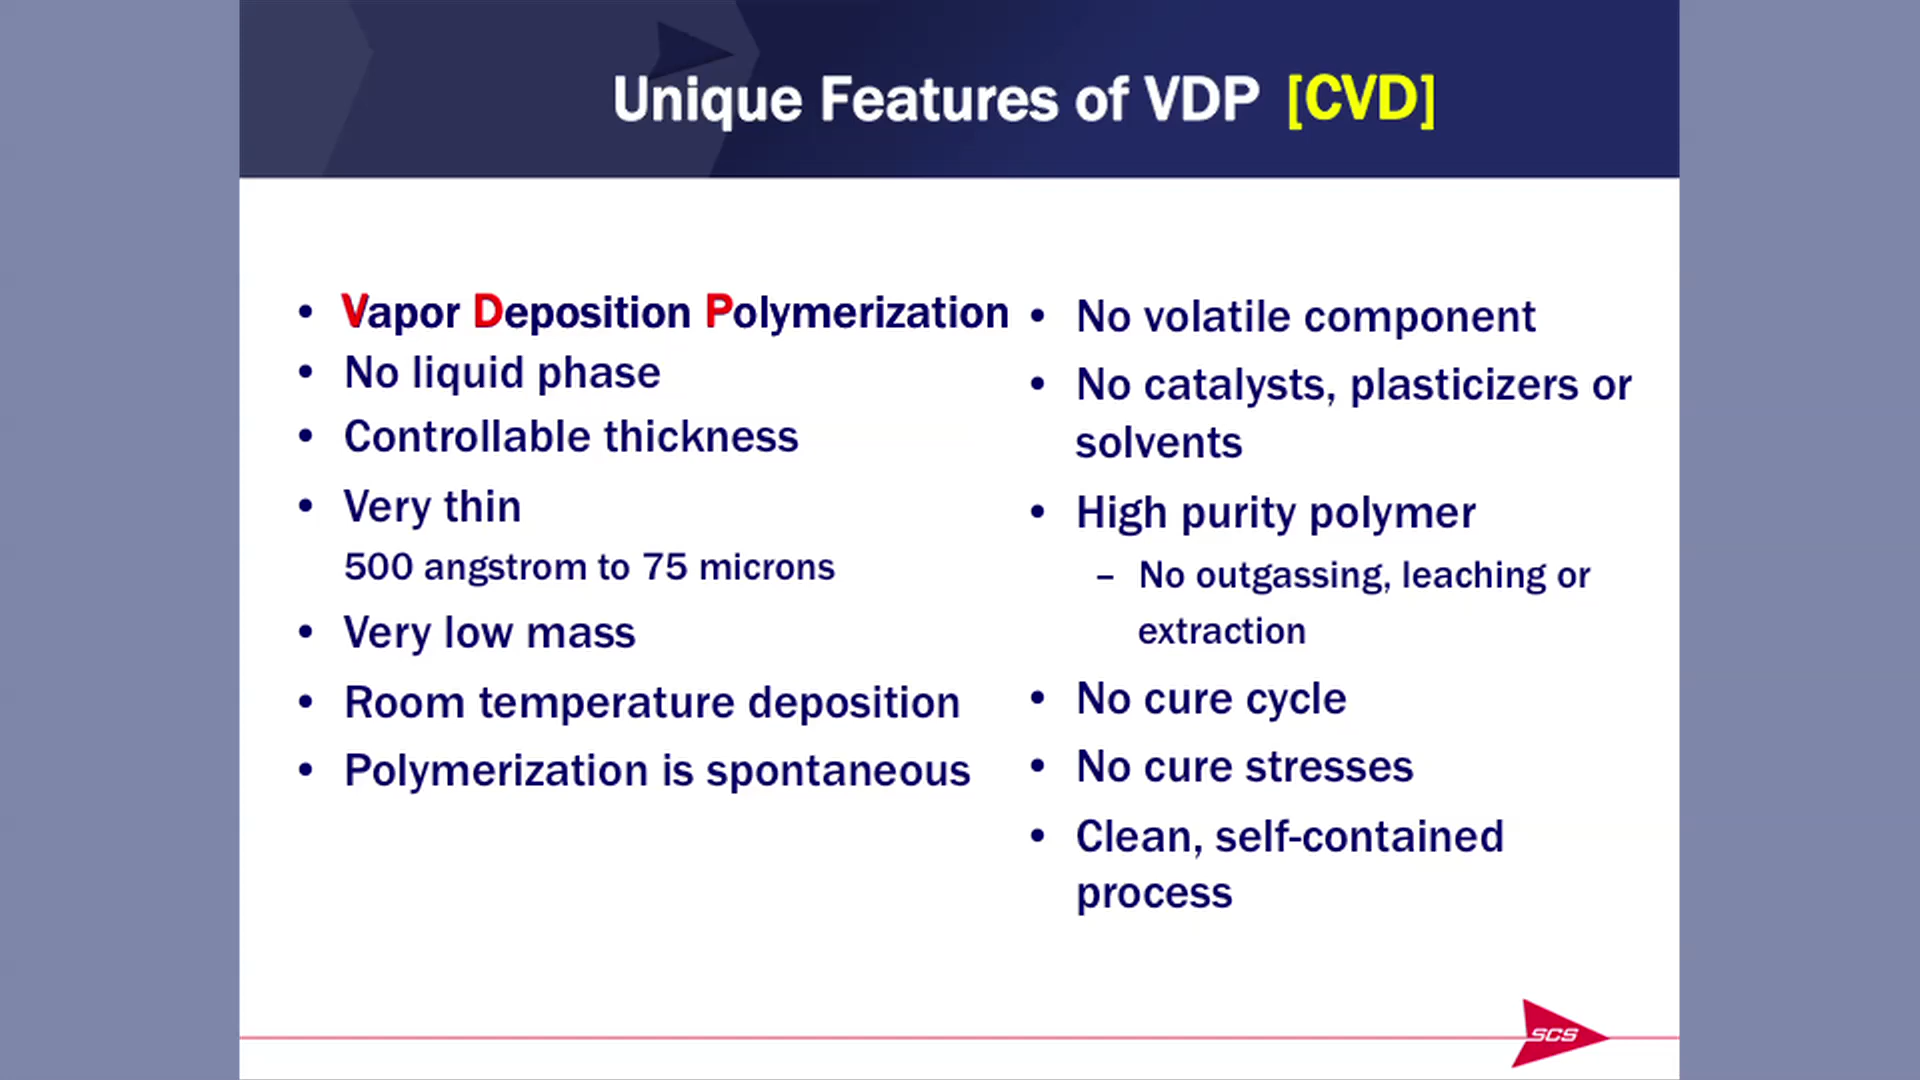 Unique Features of VDP [CVD]
• Vapor Deposition Polymerization
• No liquid phase
• Controllable thickness
• Very thin
500 angstrom to 75 microns
• Very low mass
• Room temperature deposition
• Polymerization is spontaneous
• No volatile component
• No catalysts, plasticizers or
solvents
• High purity polymer
– No outgassing, leaching or
extraction
• No cure cycle
• No cure stresses
• Clean, self-contained
process
SCS